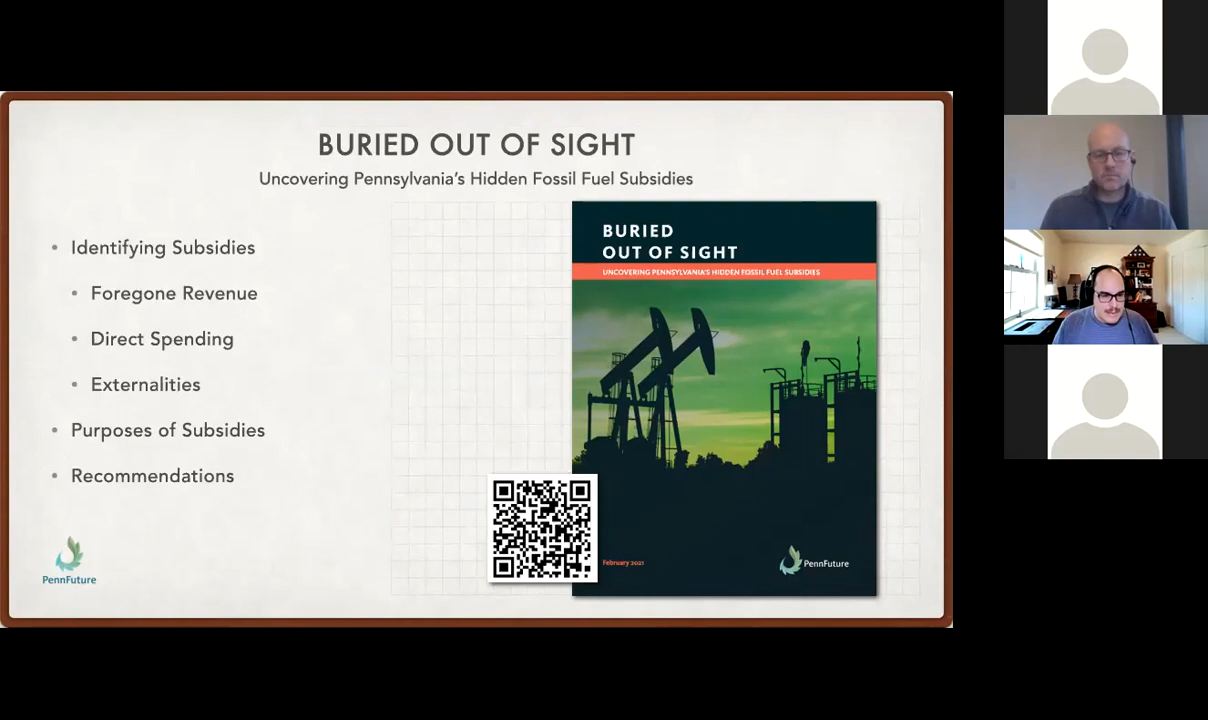 BURIED OUT OF SIGHT
Uncovering Pennsylvania's Hidden Fossil Fuel Subsidies
• Identifying Subsidies
• Foregone Revenue
• Direct Spending
• Externalities
• Purposes of Subsidies
• Recommendations
PennFuture
BURIED
OUT OF SIGHT
UNCOVERING PENNSYLVANIA'S HIDDEN FOSSIL FUEL SUBSIDIES
February 2021
PennFuture